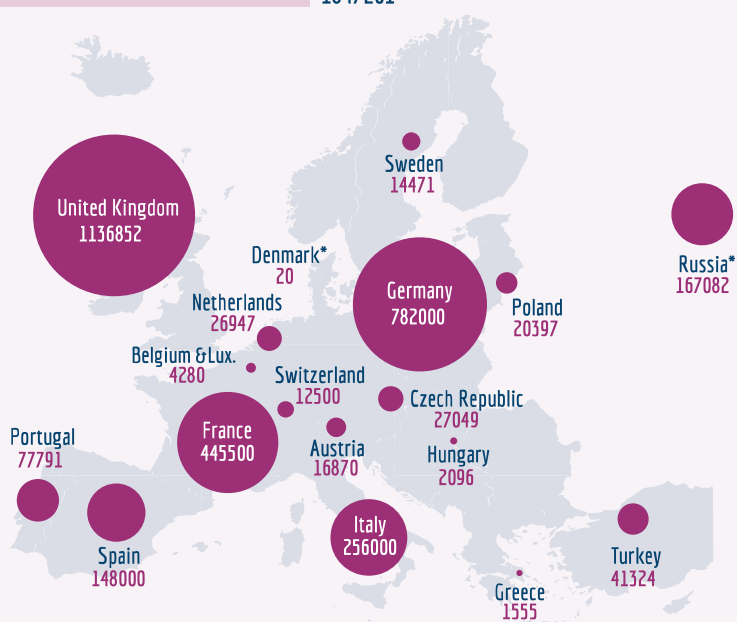 Sweden
14471
United Kingdom
1136852
Denmark*
20
Russia*
167082
Germany
782000
Netherlands
26947
Poland
20397
Belgium &Lux.
4280
Switzerland
12500
Czech Republic
27049
France
445500
Portugal
77791
Austria
16870
Hungary
2096
Italy
256000
Spain
148000
Turkey
41324
Greece
1555